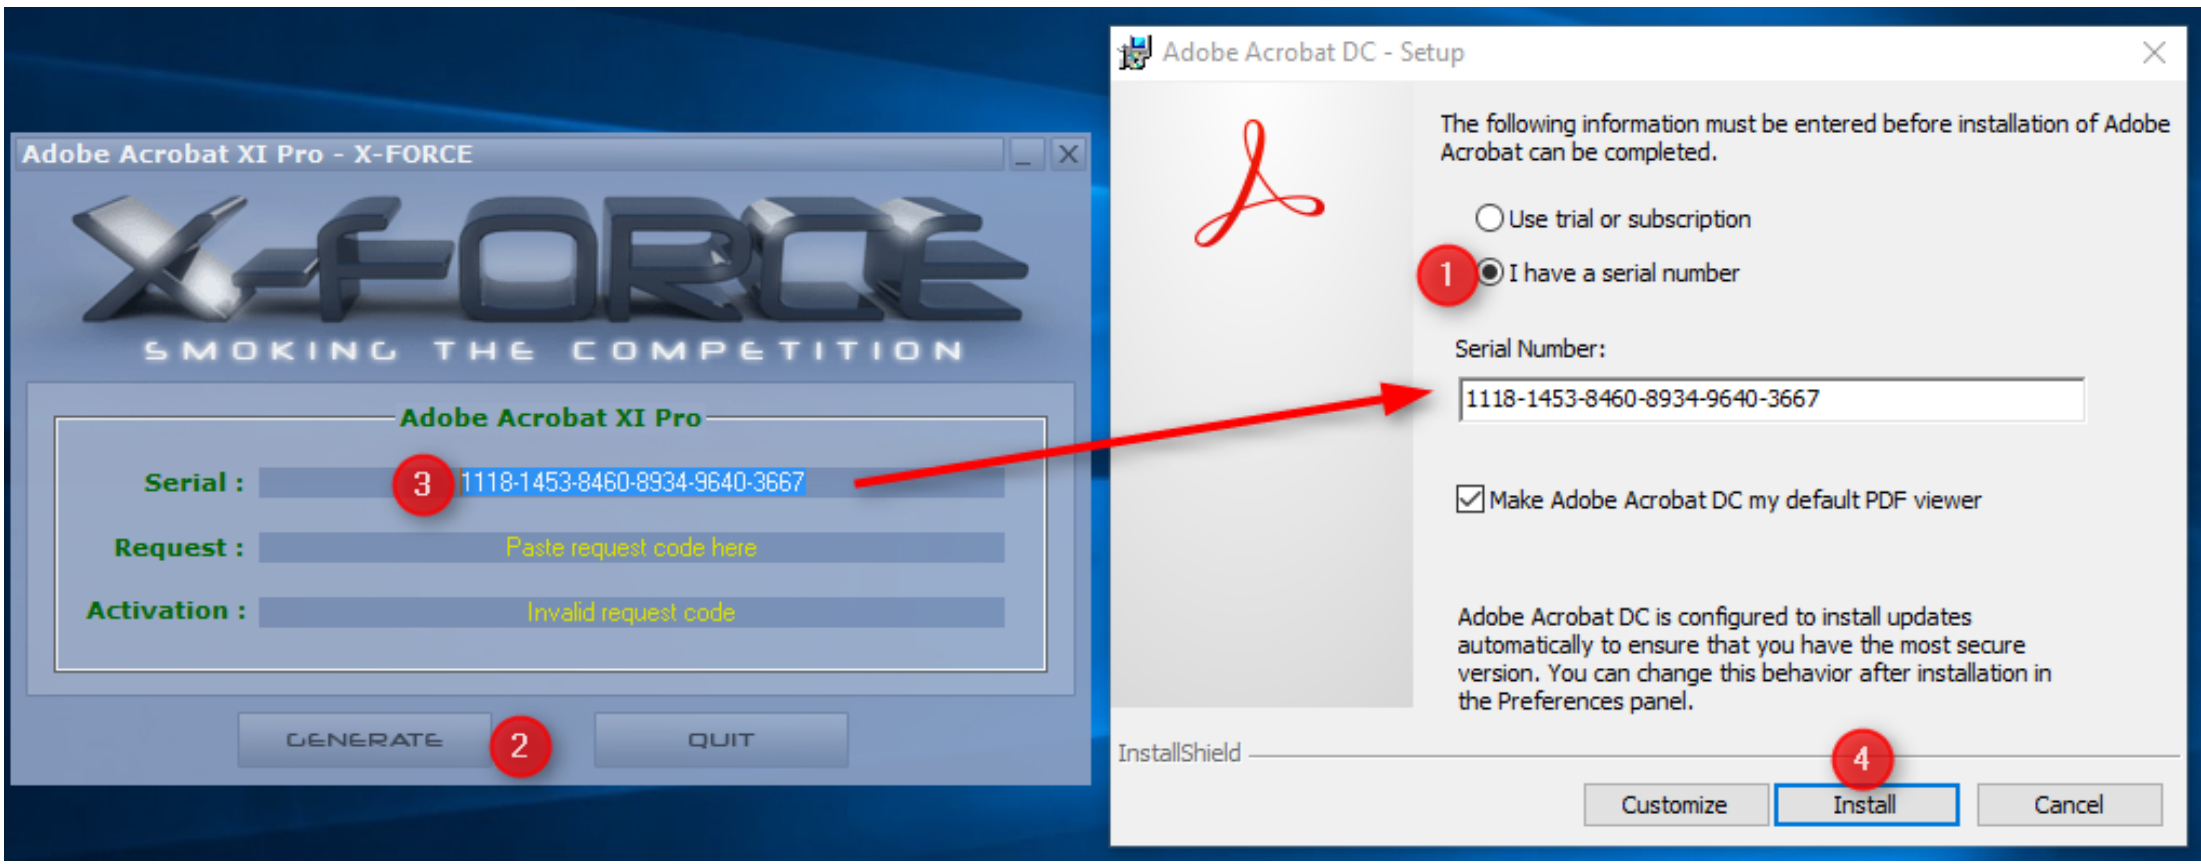 Adobe Acrobat XI Pro - X-FORCE
X-FORCE
SMOKING THE COMPETITION
Adobe Acrobat XI Pro
Serial : 3 1118-1453-8460-8934-9640-3667
Request : Paste request code here
Activation : Invalid request code
GENERATE 2 QUIT
Adobe Acrobat DC - Setup
The following information must be entered before installation of Adobe
Acrobat can be completed.
Use trial or subscription
1 I have a serial number
Serial Number:
1118-1453-8460-8934-9640-3667
Make Adobe Acrobat DC my default PDF viewer
Adobe Acrobat DC is configured to install updates
automatically to ensure that you have the most secure
version. You can change this behavior after installation in
the Preferences panel.
InstallShield
4
Customize Install Cancel